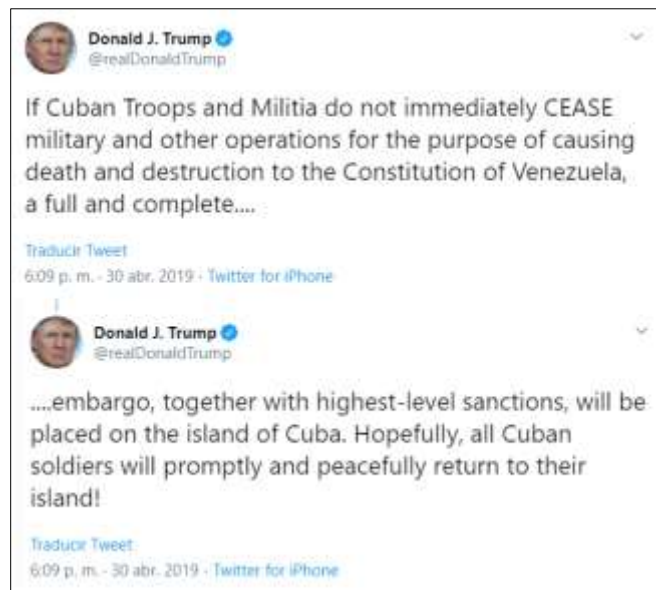 Donald J. Trump
@realDonaldTrump
If Cuban Troops and Militia do not immediately CEASE
military and other operations for the purpose of causing
death and destruction to the Constitution of Venezuela,
a full and complete....
Traducir Tweet
6:09 p. m. - 30 abr. 2019 - Twitter for iPhone
Donald J. Trump
@realDonaldTrump
....embargo, together with highest-level sanctions, will be
placed on the island of Cuba. Hopefully, all Cuban
soldiers will promptly and peacefully return to their
island!
Traducir Tweet
6:09 p. m. - 30 abr. 2019 - Twitter for iPhone